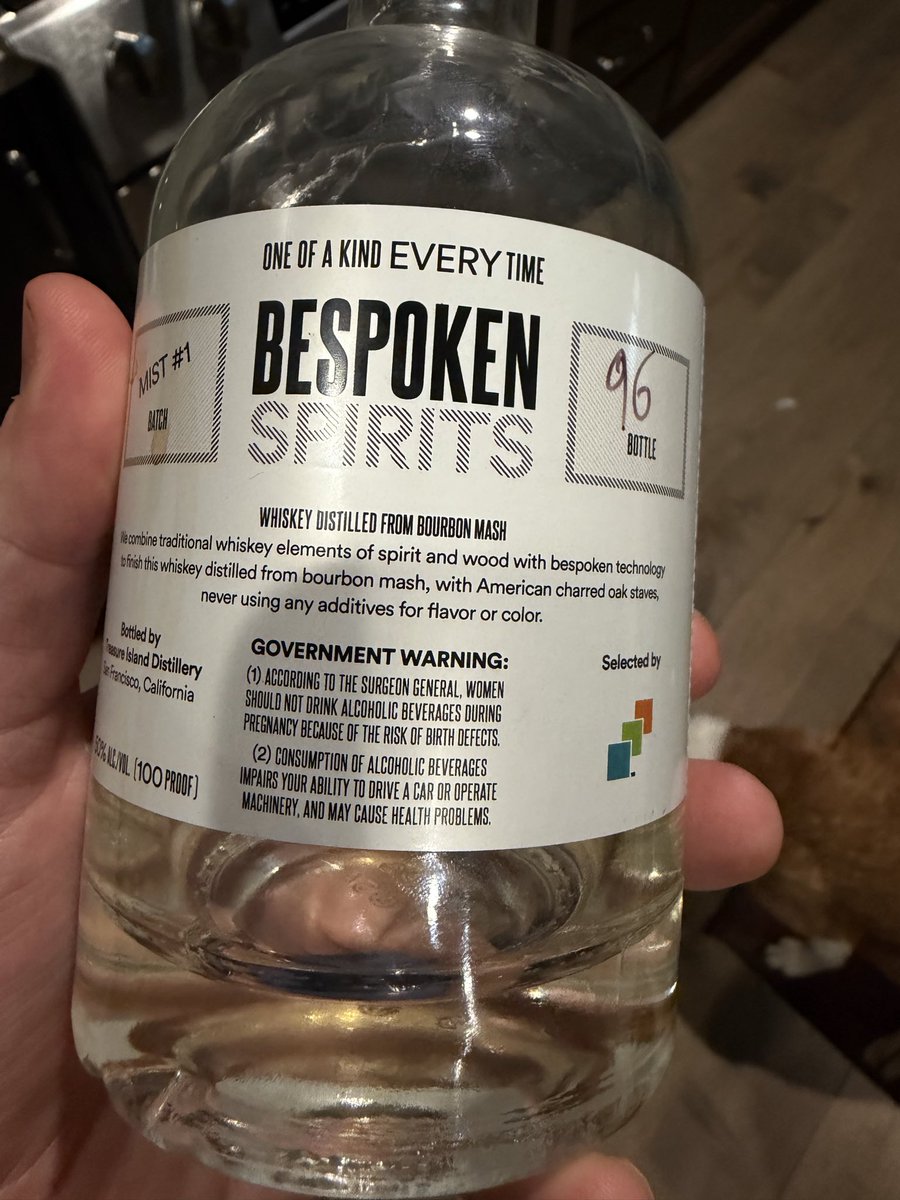 ONE OF A KIND EVERY TIME
BESPOKEN
SPIRITS
MIST #1
BATCH
96
BOTTLE
WHISKEY DISTILLED FROM BOURBON MASH
We combine traditional whiskey elements of spirit and wood with bespoken technology
to finish this whiskey distilled from bourbon mash, with American charred oak staves,
never using any additives for flavor or color.
Bottled by
Treasure Island Distillery
San Francisco, California
50% ALC./VOL. (100 PROOF)
GOVERNMENT WARNING:
(1) ACCORDING TO THE SURGEON GENERAL, WOMEN
SHOULD NOT DRINK ALCOHOLIC BEVERAGES DURING
PREGNANCY BECAUSE OF THE RISK OF BIRTH DEFECTS.
(2) CONSUMPTION OF ALCOHOLIC BEVERAGES
IMPAIRS YOUR ABILITY TO DRIVE A CAR OR OPERATE
MACHINERY, AND MAY CAUSE HEALTH PROBLEMS.
Selected by